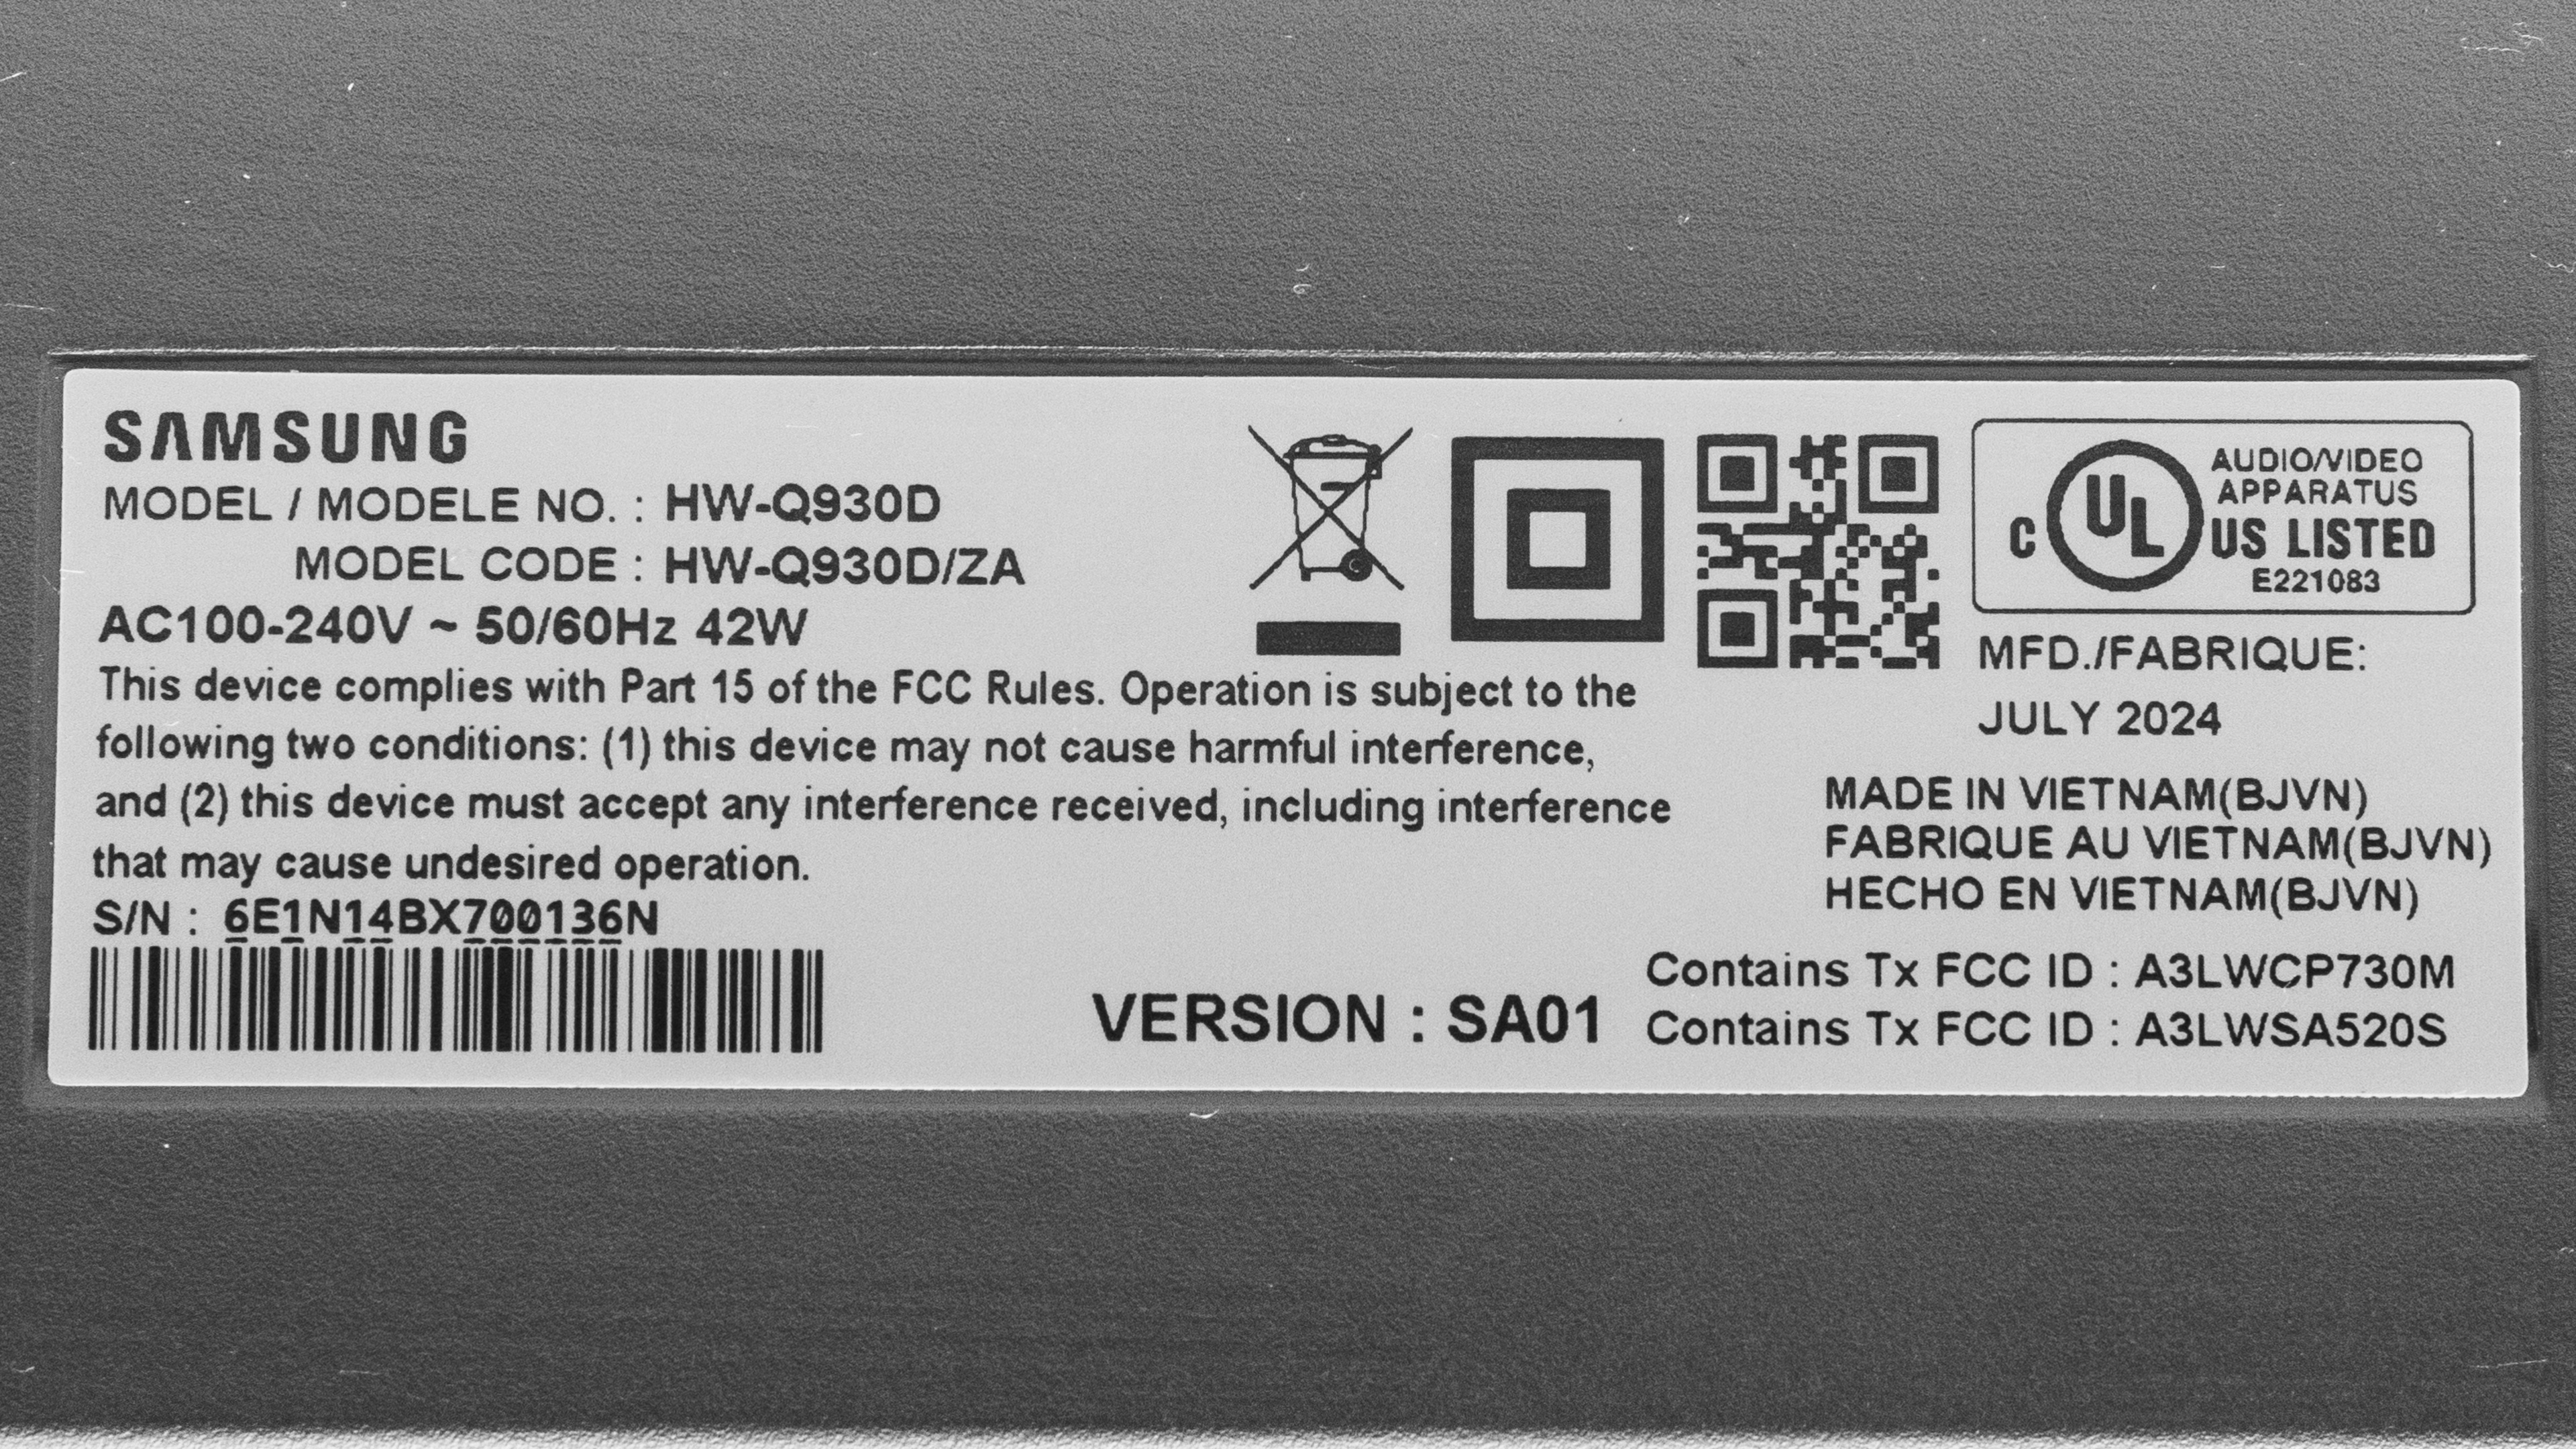 SAMSUNG
MODEL / MODELE NO. : HW-Q930D
MODEL CODE : HW-Q930D/ZA
AC100-240V ~ 50/60Hz 42W
This device complies with Part 15 of the FCC Rules. Operation is subject to the
following two conditions: (1) this device may not cause harmful interference,
and (2) this device must accept any interference received, including interference
that may cause undesired operation.
S/N : 6E1N14BX700136N
VERSION : SA01
C UL US LISTED
AUDIO/VIDEO
APPARATUS
E221083
MFD./FABRIQUE:
JULY 2024
MADE IN VIETNAM(BJVN)
FABRIQUE AU VIETNAM(BJVN)
HECHO EN VIETNAM(BJVN)
Contains Tx FCC ID : A3LWCP730M
Contains Tx FCC ID : A3LWSA520S